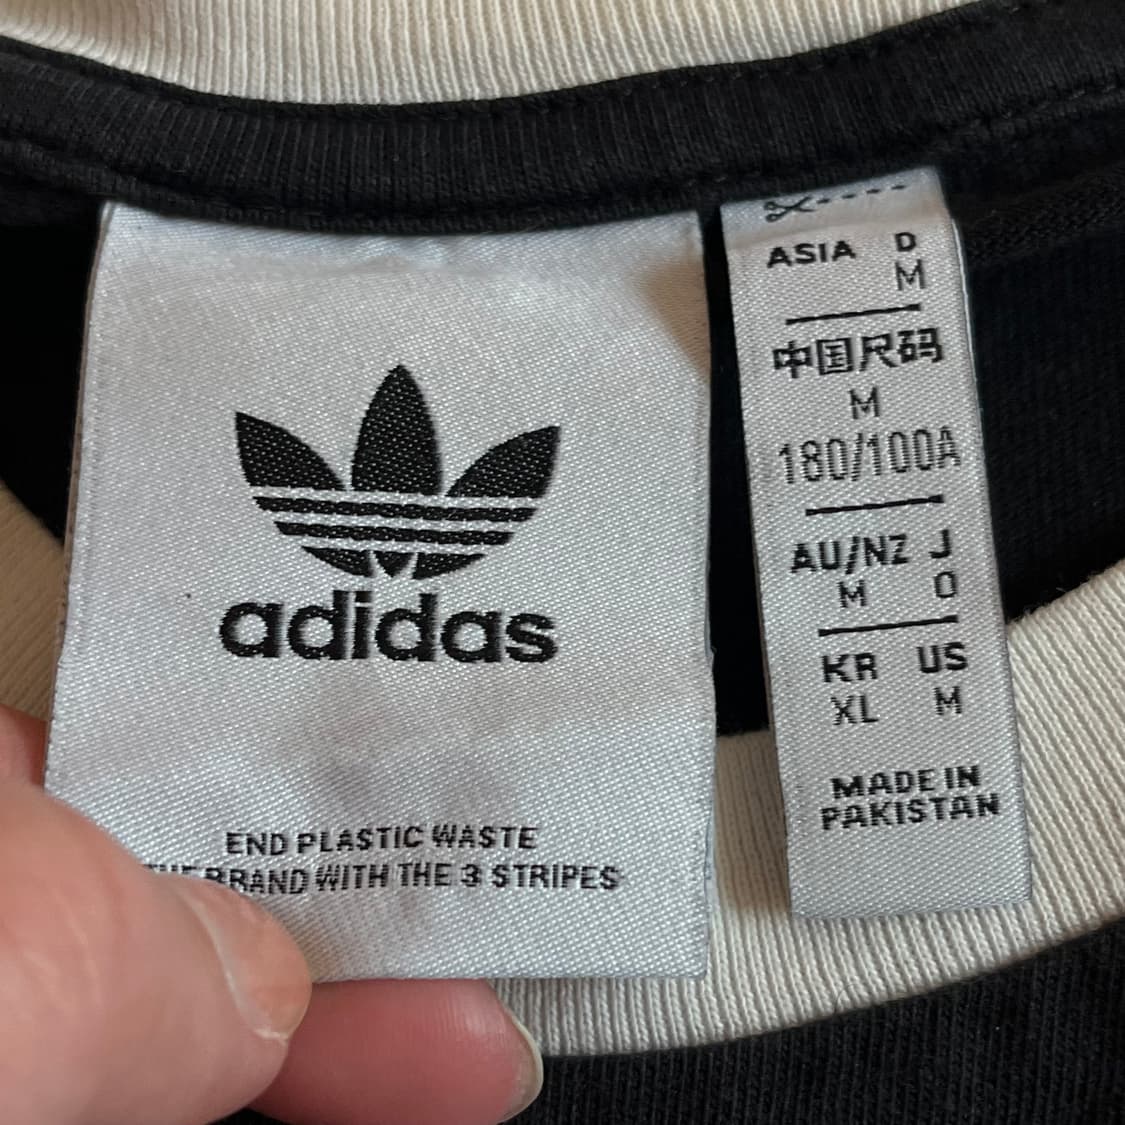 adidas
END PLASTIC WASTE
THE BRAND WITH THE 3 STRIPES
ASIA D
M
中国尺码
M
180/100A
AU/NZ J
M O
KR US
XL M
MADE IN
PAKISTAN